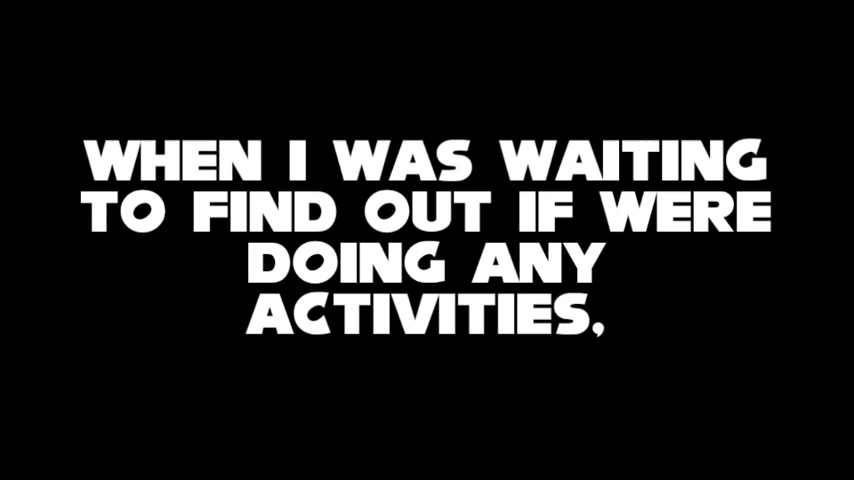 WHEN I WAS WAITING
TO FIND OUT IF WERE
DOING ANY
ACTIVITIES,